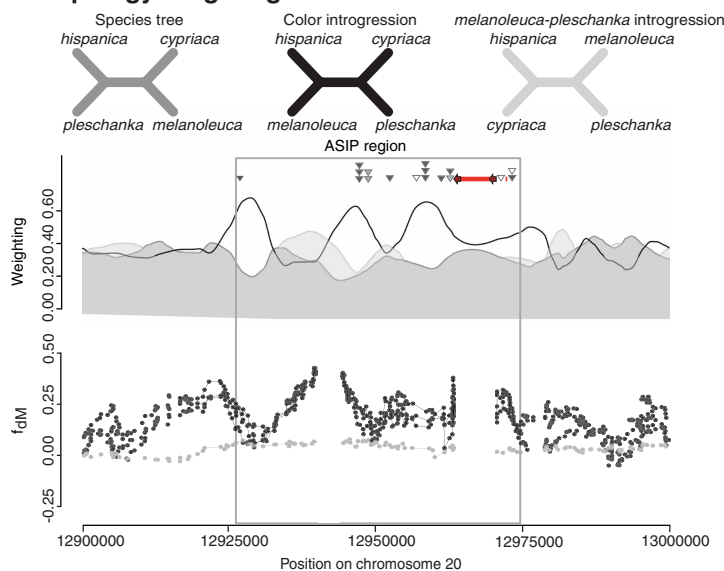 Species tree
Color introgression
melanoleuca-pleschanka introgression
hispanica cypriaca
hispanica cypriaca
hispanica melanoleuca
pleschanka melanoleuca
melanoleuca pleschanka
cypriaca pleschanka
ASIP region
Weighting
0.60
0.40
0.20
0.00
fdM
0.50
0.25
0.00
-0.25
12900000 12925000 12950000 12975000 13000000
Position on chromosome 20